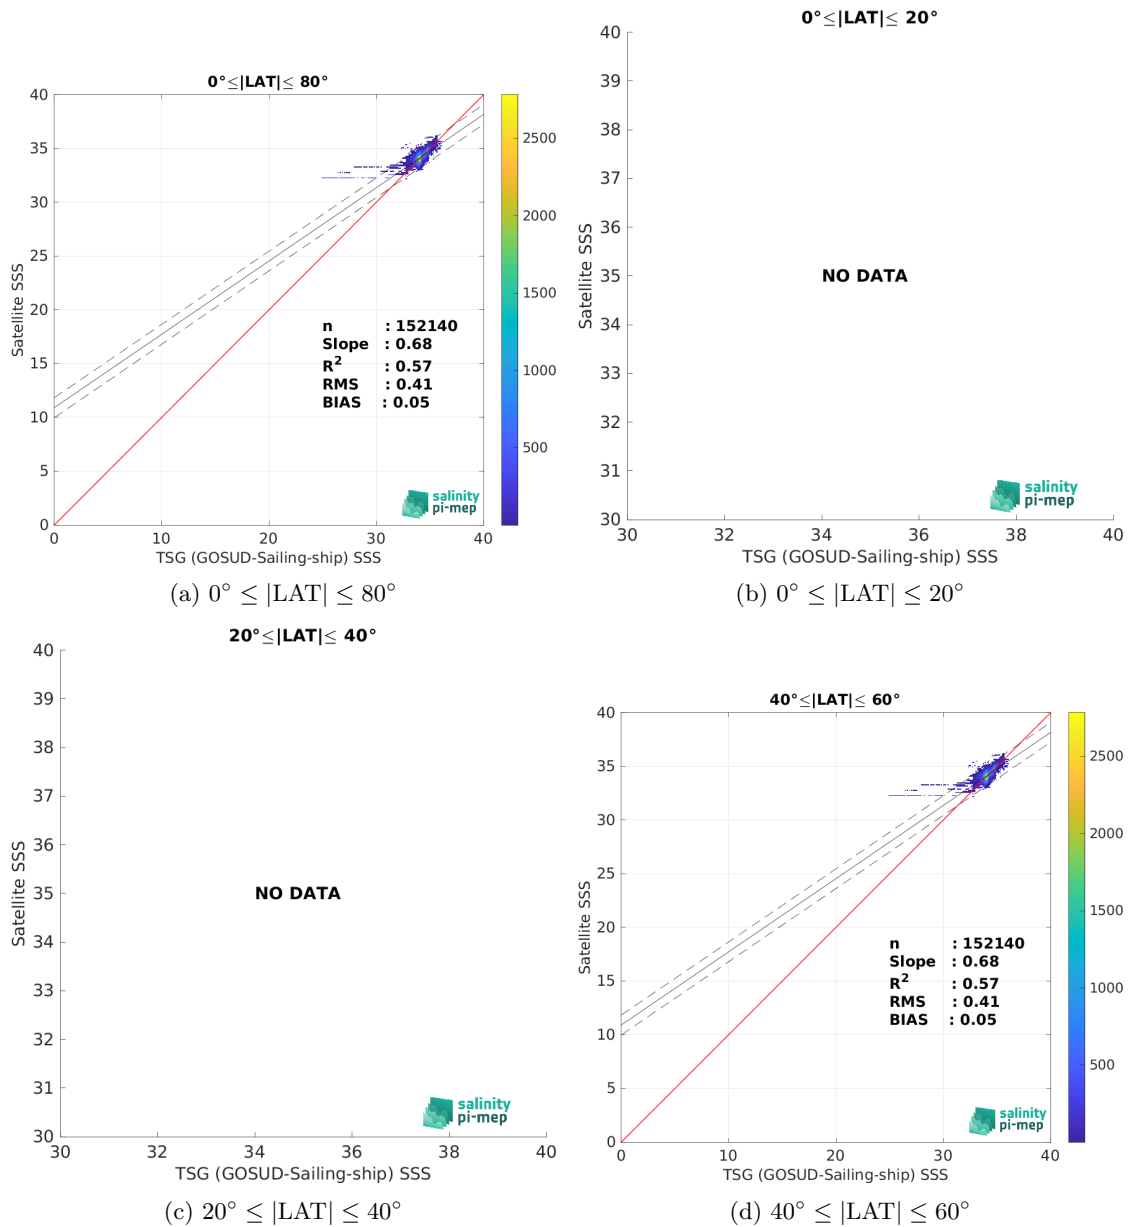 0°≤|LAT|≤ 80°
40
35
30
25
20
15
10
5
0
Satellite SSS
n : 152140
Slope : 0.68
R2 : 0.57
RMS : 0.41
BIAS : 0.05
salinity
pi-mep
0 10 20 30 40
TSG (GOSUD-Sailing-ship) SSS
2500
2000
1500
1000
500
(a) 0° ≤ |LAT| ≤ 80°
0°≤|LAT|≤ 20°
40
39
38
37
36
35
34
33
32
31
30
Satellite SSS
NO DATA
salinity
pi-mep
30 32 34 36 38 40
TSG (GOSUD-Sailing-ship) SSS
(b) 0° ≤ |LAT| ≤ 20°
20°≤|LAT|≤ 40°
40
39
38
37
36
35
34
33
32
31
30
Satellite SSS
NO DATA
salinity
pi-mep
30 32 34 36 38 40
TSG (GOSUD-Sailing-ship) SSS
(c) 20° ≤ |LAT| ≤ 40°
40°≤|LAT|≤ 60°
40
35
30
25
20
15
10
5
0
Satellite SSS
n : 152140
Slope : 0.68
R2 : 0.57
RMS : 0.41
BIAS : 0.05
salinity
pi-mep
0 10 20 30 40
TSG (GOSUD-Sailing-ship) SSS
2500
2000
1500
1000
500
(d) 40° ≤ |LAT| ≤ 60°